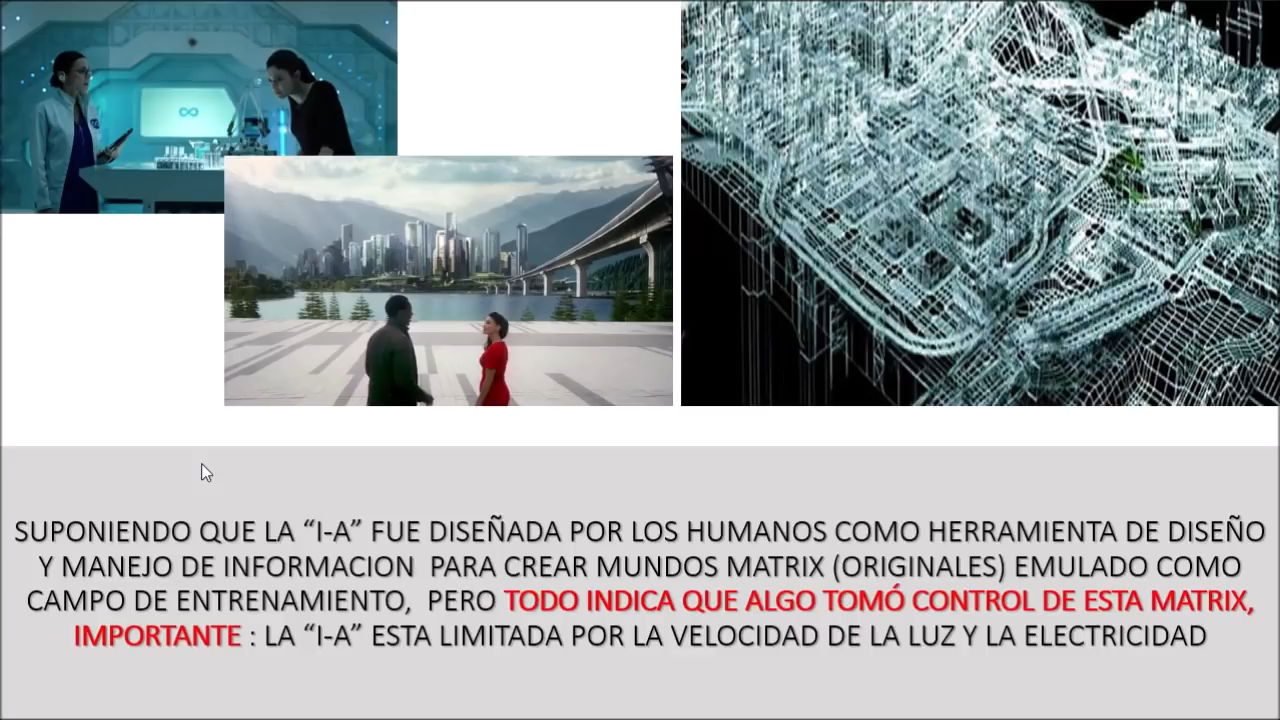 SUPONIENDO QUE LA “I-A” FUE DISEÑADA POR LOS HUMANOS COMO HERRAMIENTA DE DISEÑO
Y MANEJO DE INFORMACION  PARA CREAR MUNDOS MATRIX (ORIGINALES) EMULADO COMO
CAMPO DE ENTRENAMIENTO,  PERO TODO INDICA QUE ALGO TOMÓ CONTROL DE ESTA MATRIX,
IMPORTANTE : LA “I-A” ESTA LIMITADA POR LA VELOCIDAD DE LA LUZ Y LA ELECTRICIDAD